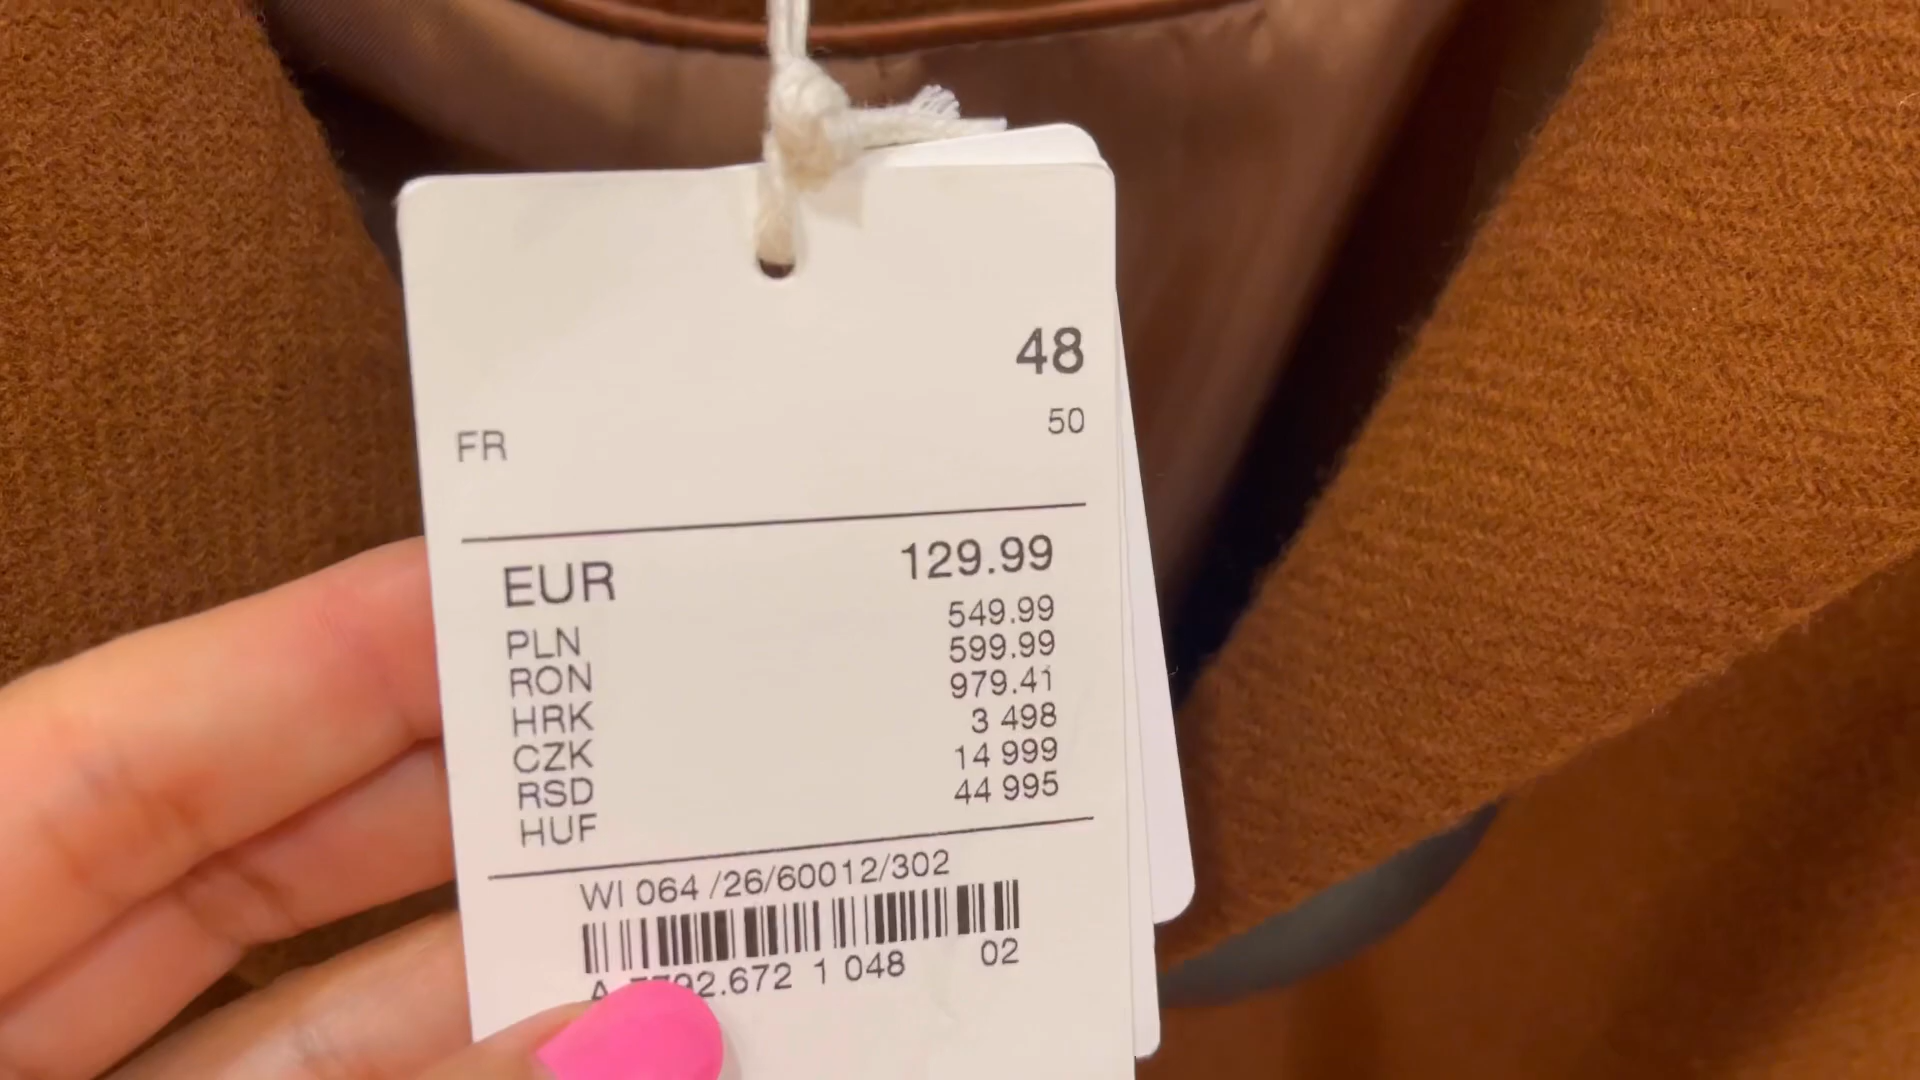 48
FR 50
EUR 129.99
PLN 549.99
RON 599.99
HRK 979.41
CZK 3 498
RSD 14 999
HUF 44 995
WI 064 /26/60012/302
02
1 048